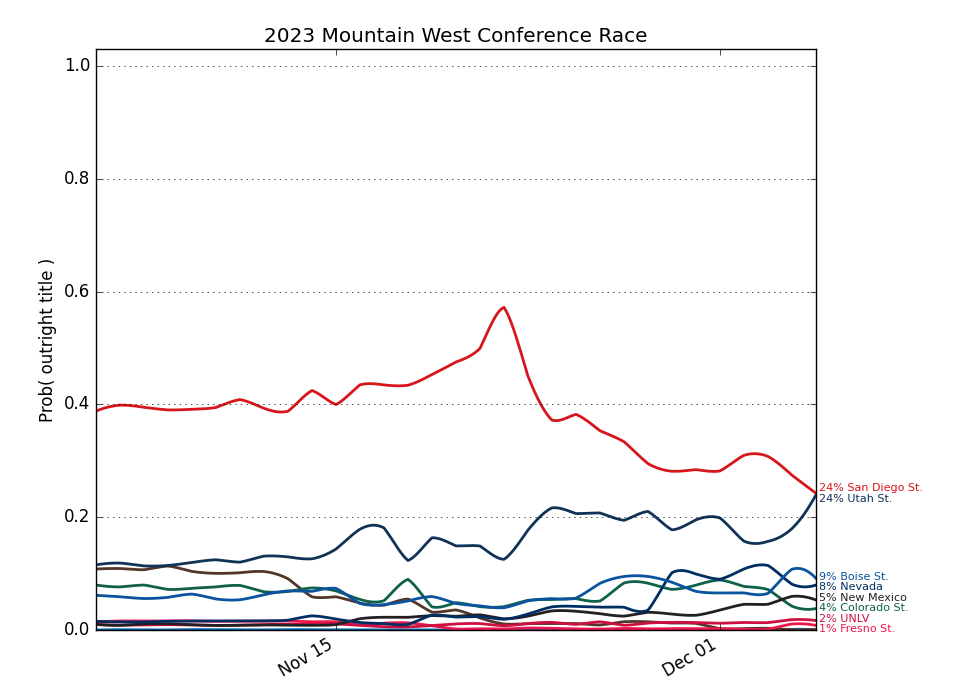 2023 Mountain West Conference Race
Prob( outright title )
1.0
0.8
0.6
0.4
0.2
0.0
Nov 15
Dec 01
24% San Diego St.
24% Utah St.
9% Boise St.
8% Nevada
5% New Mexico
4% Colorado St.
2% UNLV
1% Fresno St.